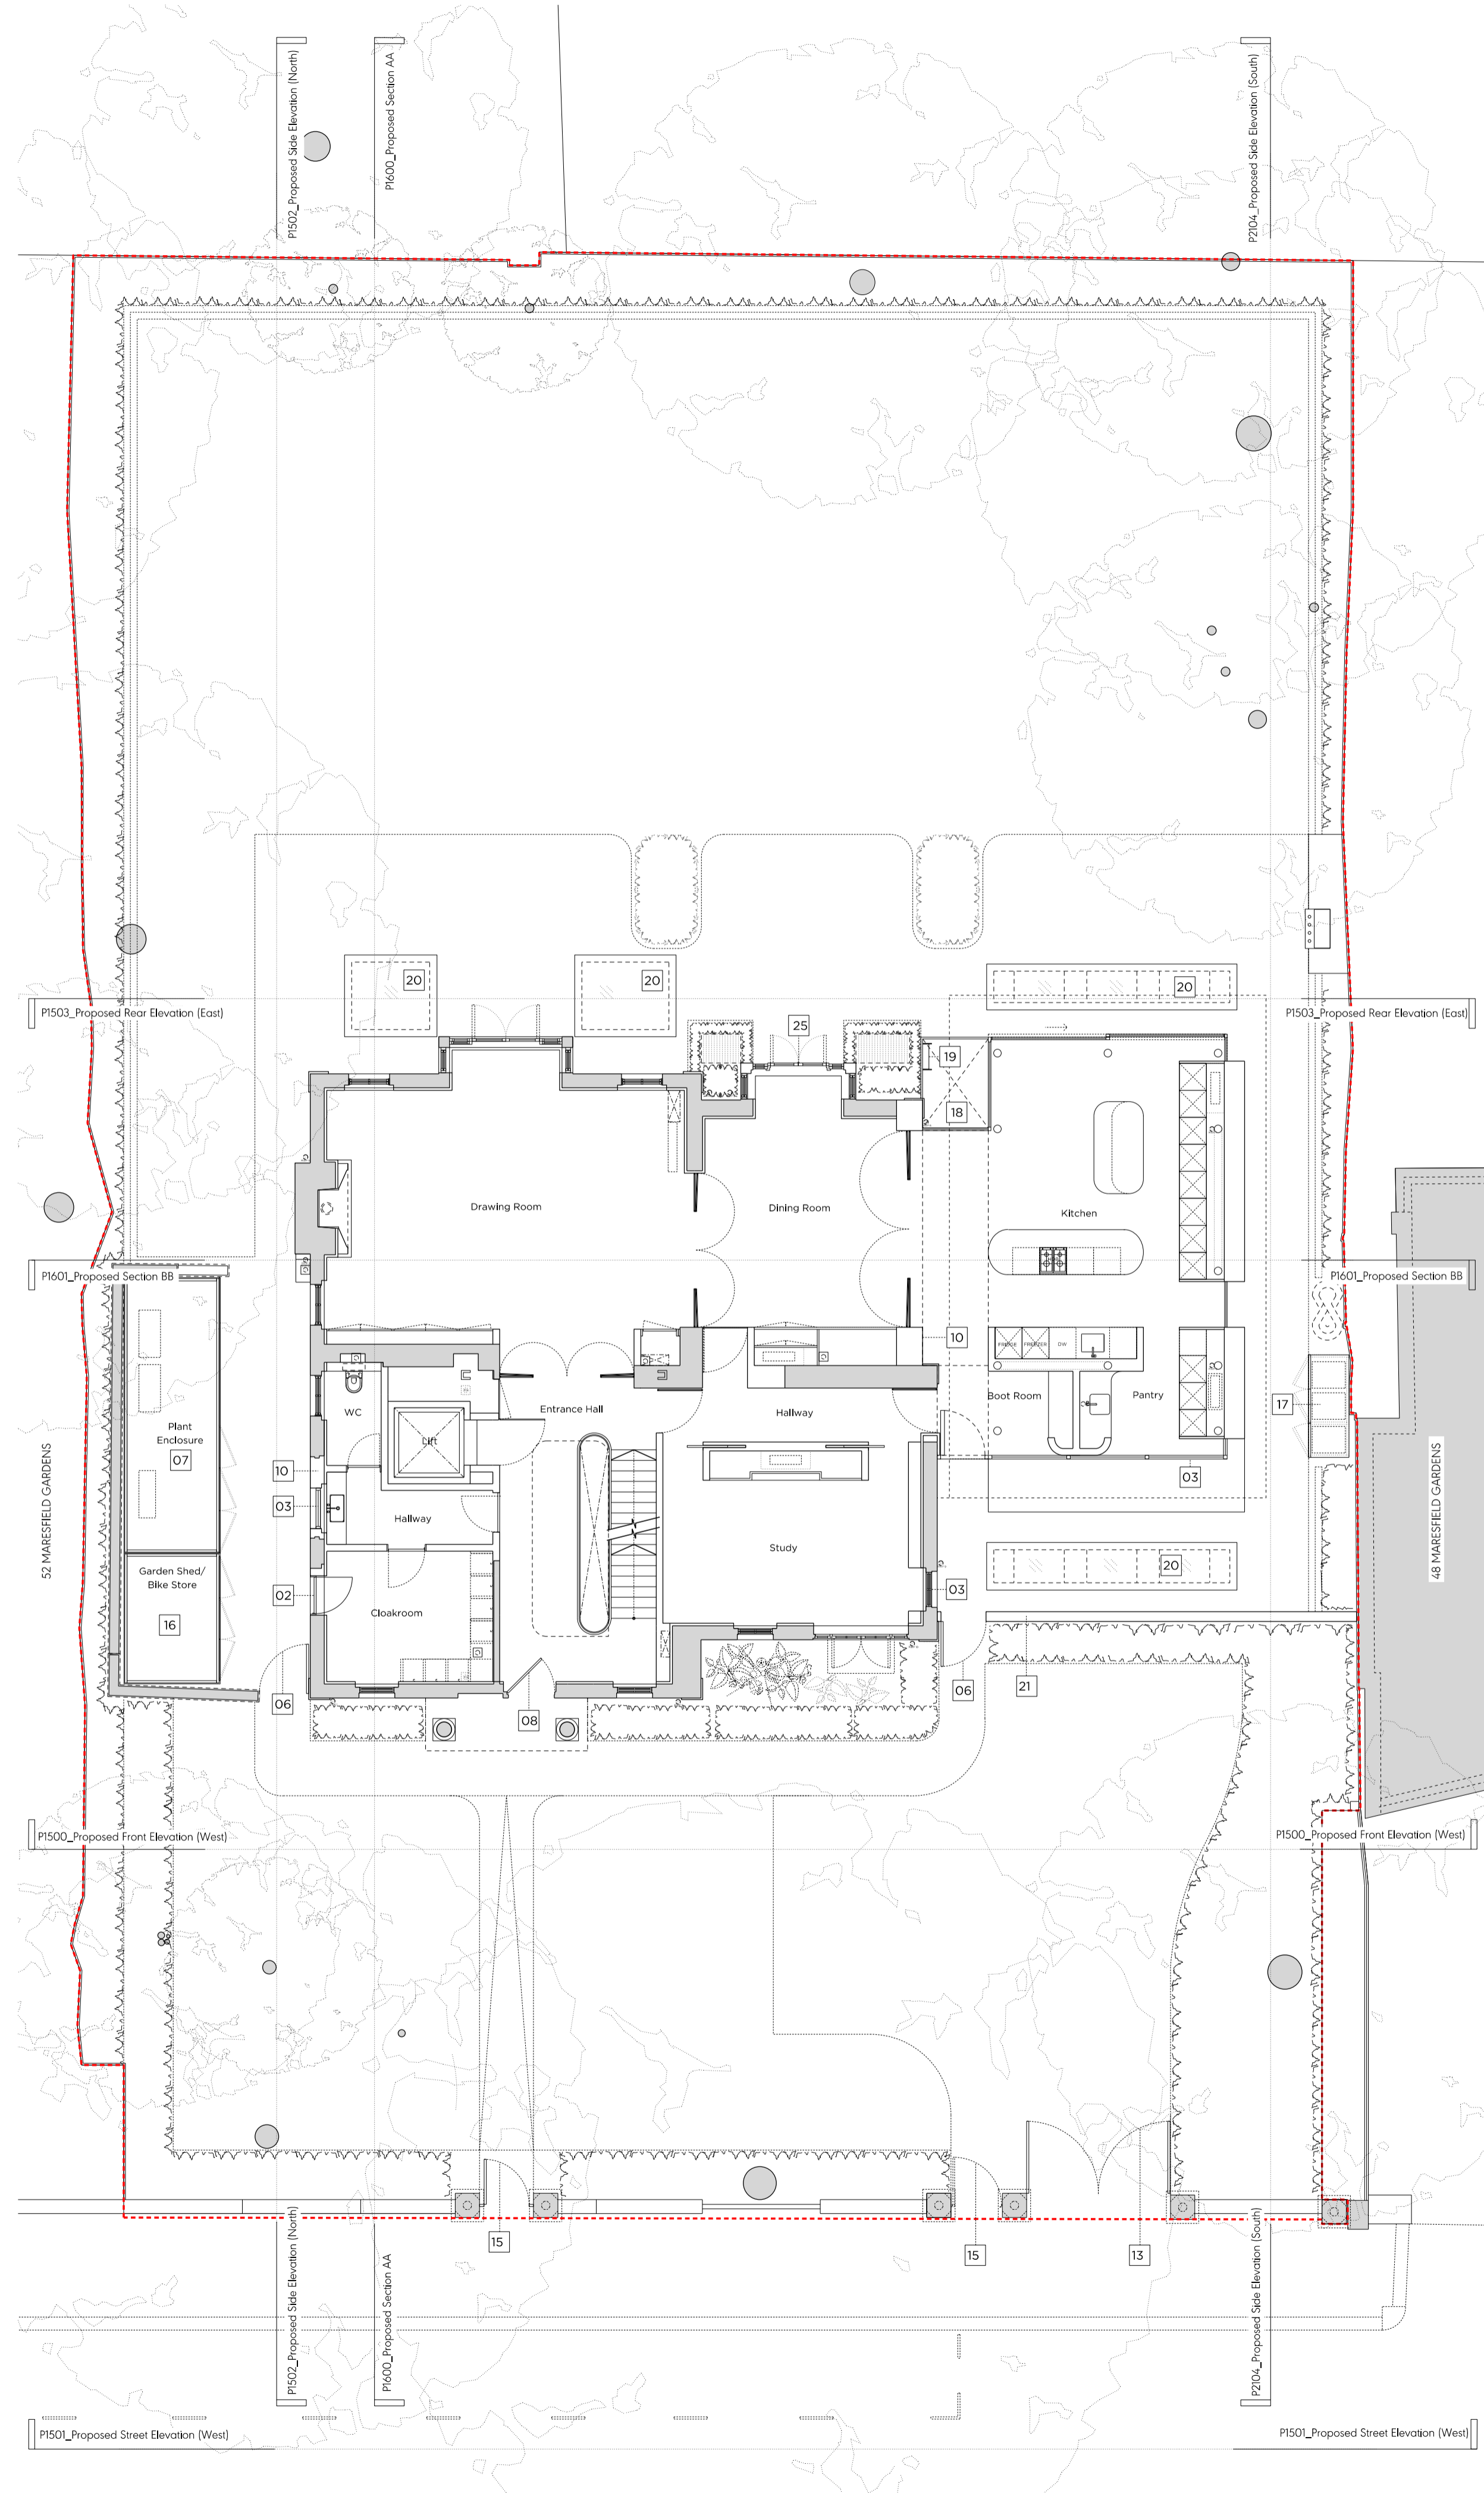 P1502_Proposed Side Elevation (North)
P1600_Proposed Section AA
P2104_Proposed Side Elevation (South)
20
20
20
P1503_Proposed Rear Elevation (East)
P1503_Proposed Rear Elevation (East)
25
19
18
Drawing Room
Dining Room
Kitchen
P1601_Proposed Section BB
P1601_Proposed Section BB
10
FRIDGE
FREEZER
DW
Boot Room
Pantry
17
WC
Lift
Entrance Hall
Hallway
Plant
Enclosure
07
10
03
Hallway
03
52 MARESFIELD GARDENS
48 MARESFIELD GARDENS
Study
Garden Shed/
Bike Store
16
02
Cloakroom
03
20
06
08
06
21
P1500_Proposed Front Elevation (West)
P1500_Proposed Front Elevation (West)
15
15
13
P1502_Proposed Side Elevation (North)
P1600_Proposed Section AA
P2104_Proposed Side Elevation (South)
P1501_Proposed Street Elevation (West)
P1501_Proposed Street Elevation (West)